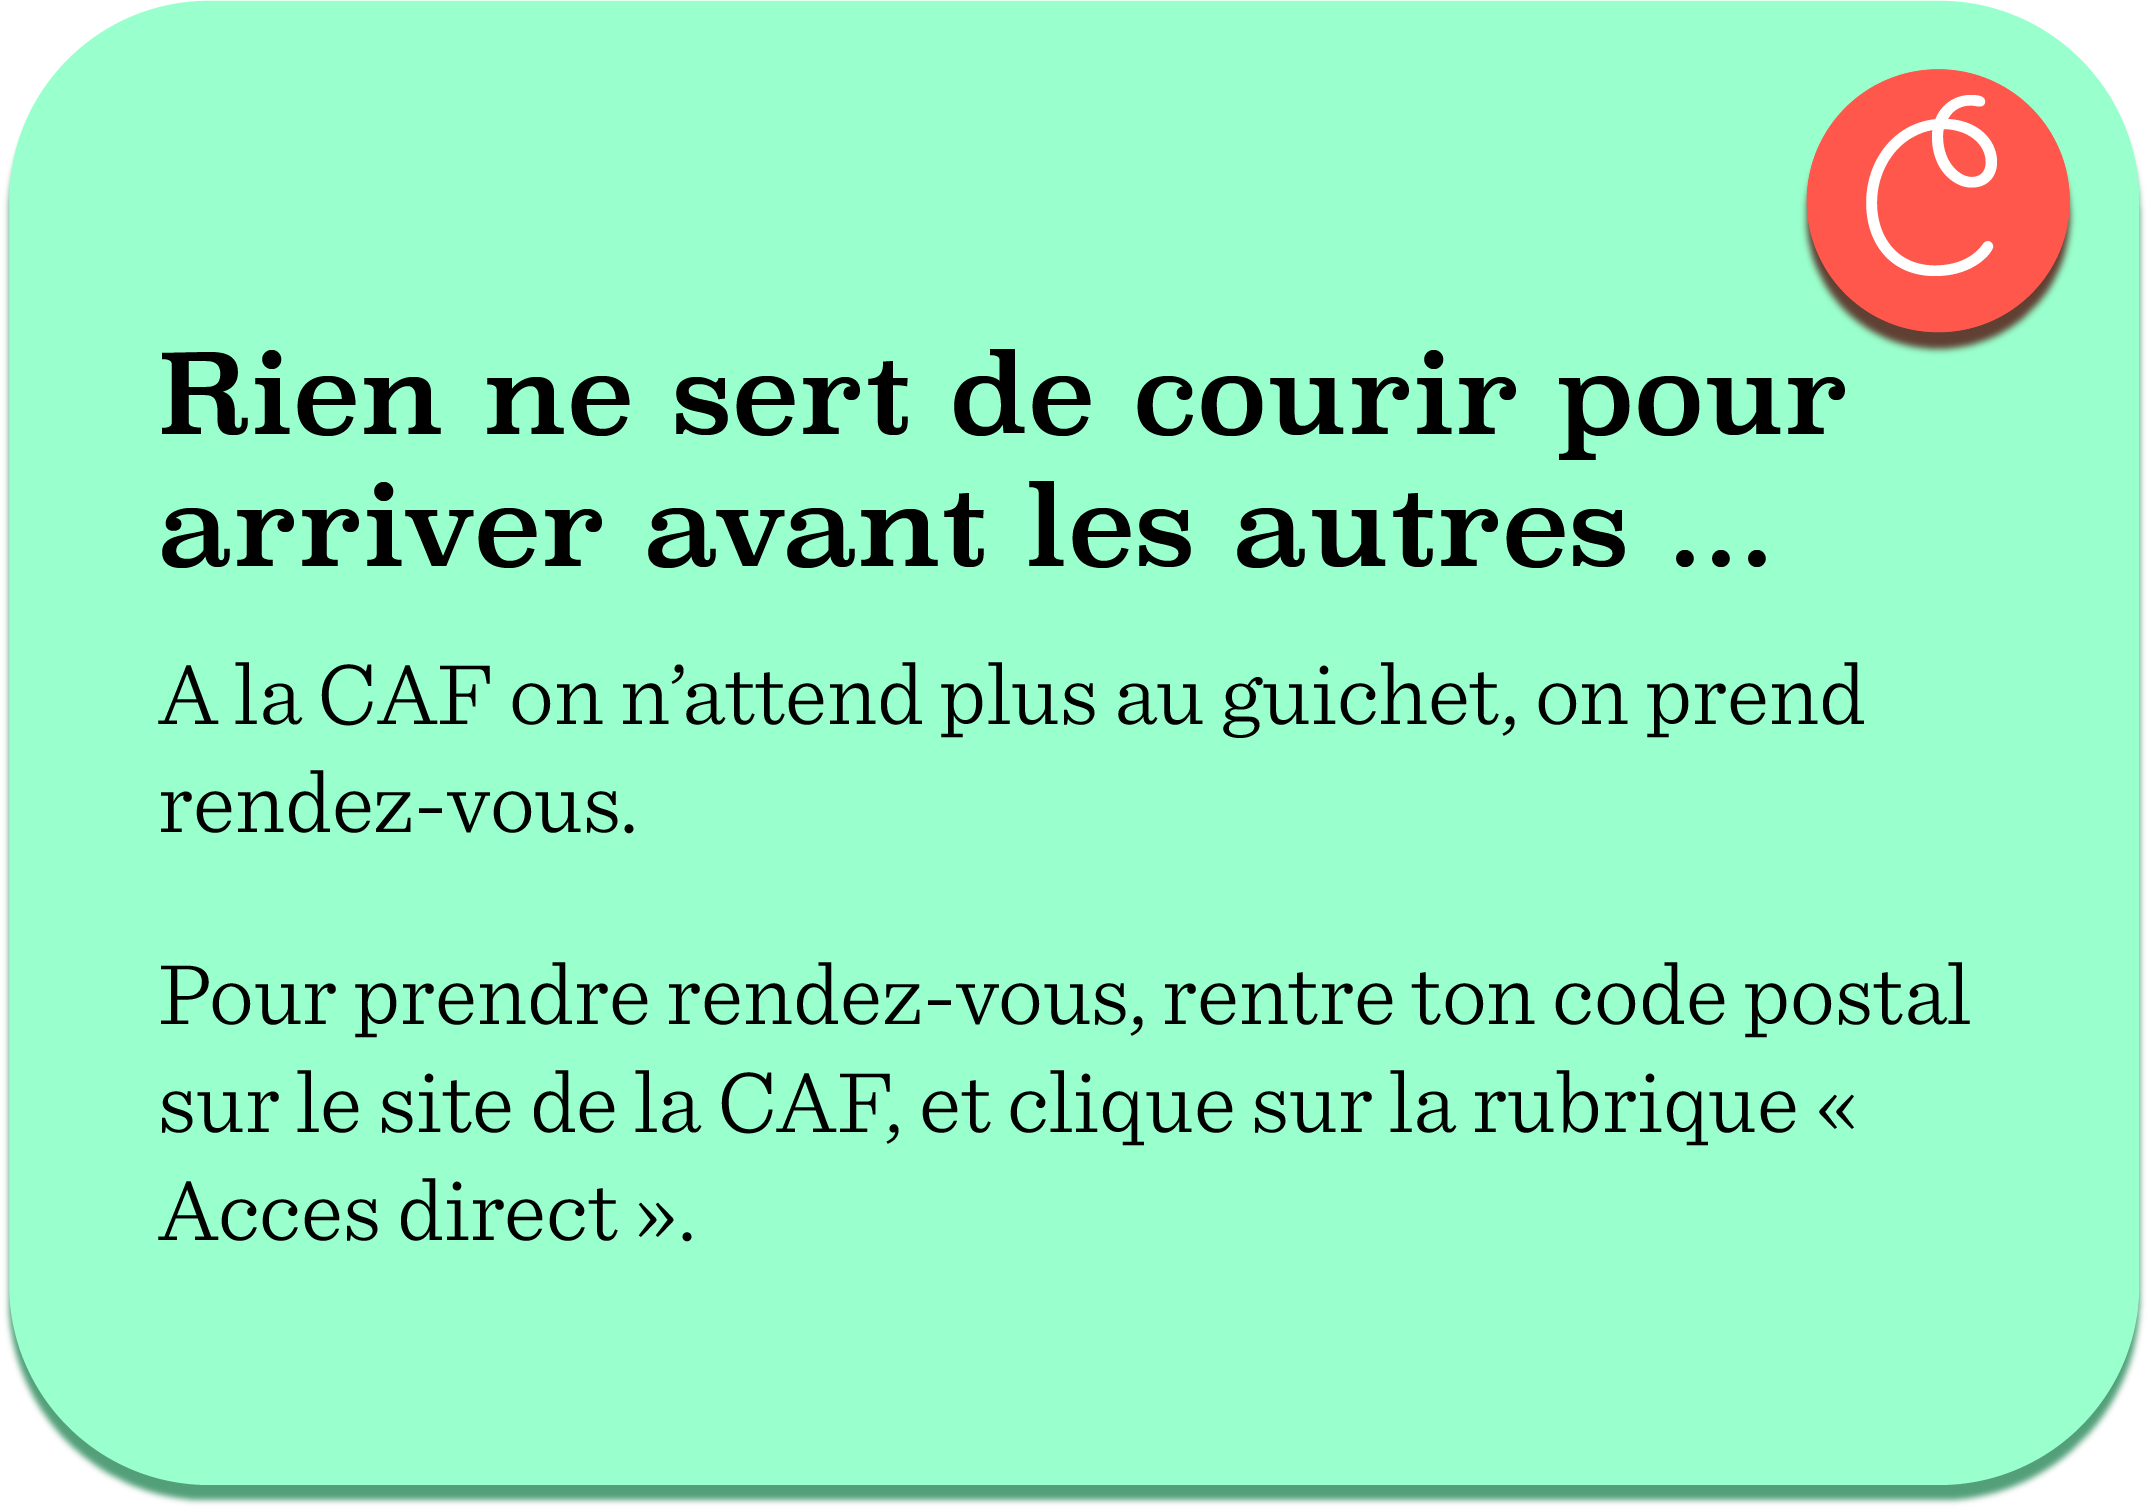 Rien ne sert de courir pour
arriver avant les autres ...
A la CAF on n’attend plus au guichet, on prend
rendez-vous.
Pour prendre rendez-vous, rentre ton code postal
sur le site de la CAF, et clique sur la rubrique «
Acces direct ».